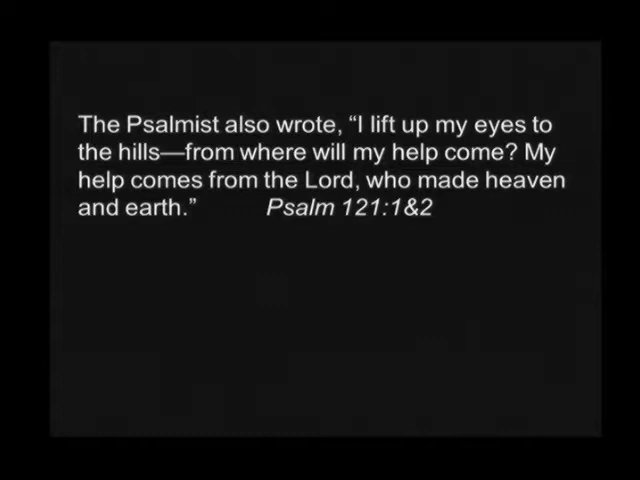 The Psalmist also wrote, “I lift up my eyes to
the hills—from where will my help come? My
help comes from the Lord, who made heaven
and earth.” Psalm 121:1&2